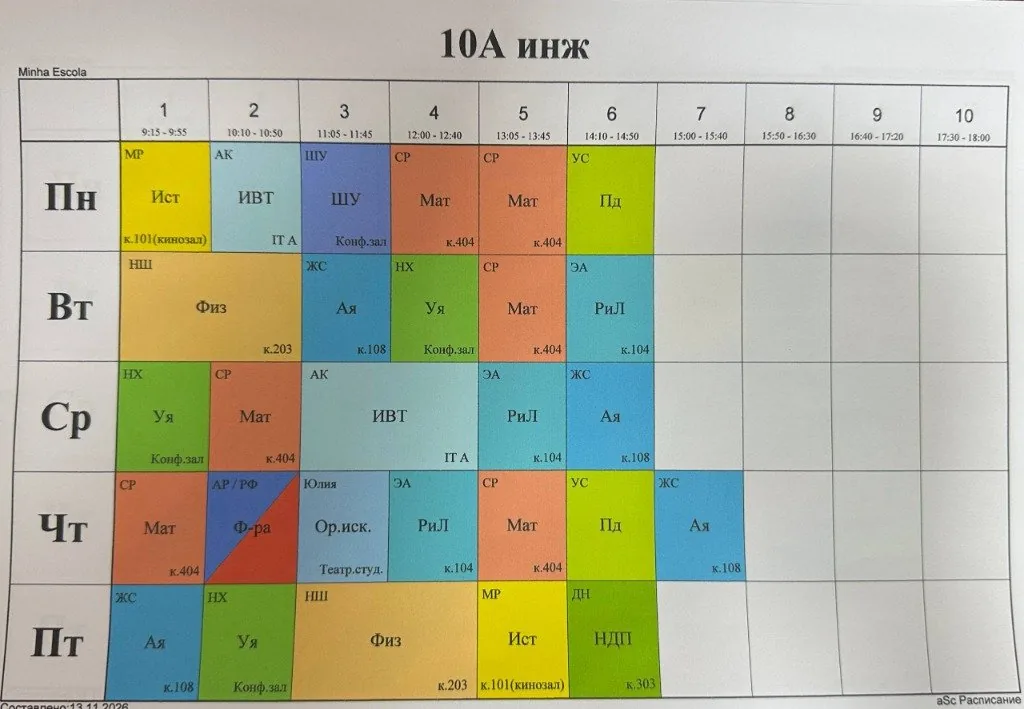 10А инж
Minha Escola
1 2 3 4 5 6 7 8 9 10
9:15 - 9:55 10:10 - 10:50 11:05 - 11:45 12:00 - 12:40 13:05 - 13:45 14:10 - 14:50 15:00 - 15:40 15:50 - 16:30 16:40 - 17:20 17:30 - 18:00
МР АК ШУ СР СР УС
Пн Ист ИВТ ШУ Мат Мат Пд
к.101(кинозал) IT A Конф.зал к.404 к.404
НШ ЖС НХ СР ЭА
Вт Физ Ая Уя Мат РиЛ
к.203 к.108 Конф.зал к.404 к.104
НХ СР АК ЭА ЖС
Ср Уя Мат ИВТ РиЛ Ая
Конф.зал к.404 IT A к.104 к.108
СР АР / РФ Юлия ЭА СР УС ЖС
Чт Мат Ф-ра Ор.иск. РиЛ Мат Пд Ая
к.404 Театр.студ. к.104 к.404 к.108
ЖС НХ НШ МР ДН
Пт Ая Уя Физ Ист НДП
к.108 Конф.зал к.203 к.101(кинозал) к.303
Составлено:13.11.2026 aSc Расписание